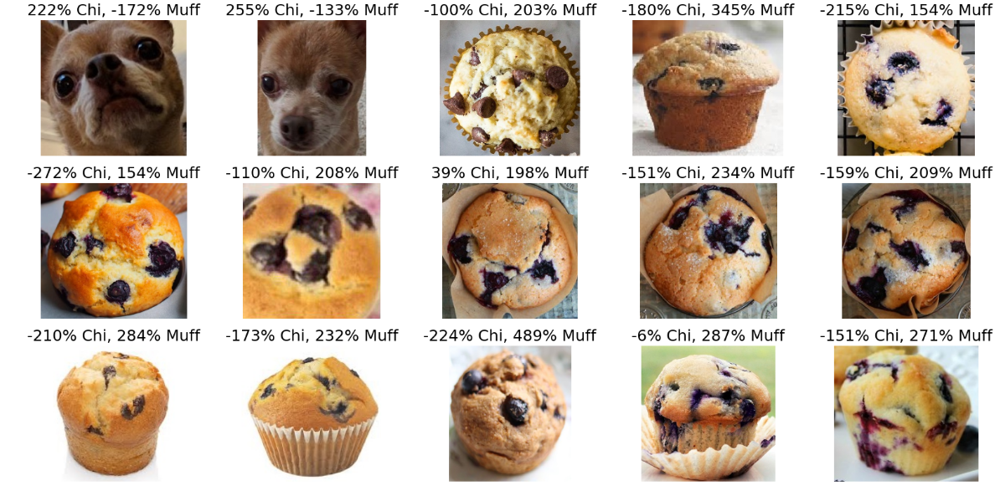 222% Chi, -172% Muff
255% Chi, -133% Muff
-100% Chi, 203% Muff
-180% Chi, 345% Muff
-215% Chi, 154% Muff
-272% Chi, 154% Muff
-110% Chi, 208% Muff
39% Chi, 198% Muff
-151% Chi, 234% Muff
-159% Chi, 209% Muff
-210% Chi, 284% Muff
-173% Chi, 232% Muff
-224% Chi, 489% Muff
-6% Chi, 287% Muff
-151% Chi, 271% Muff